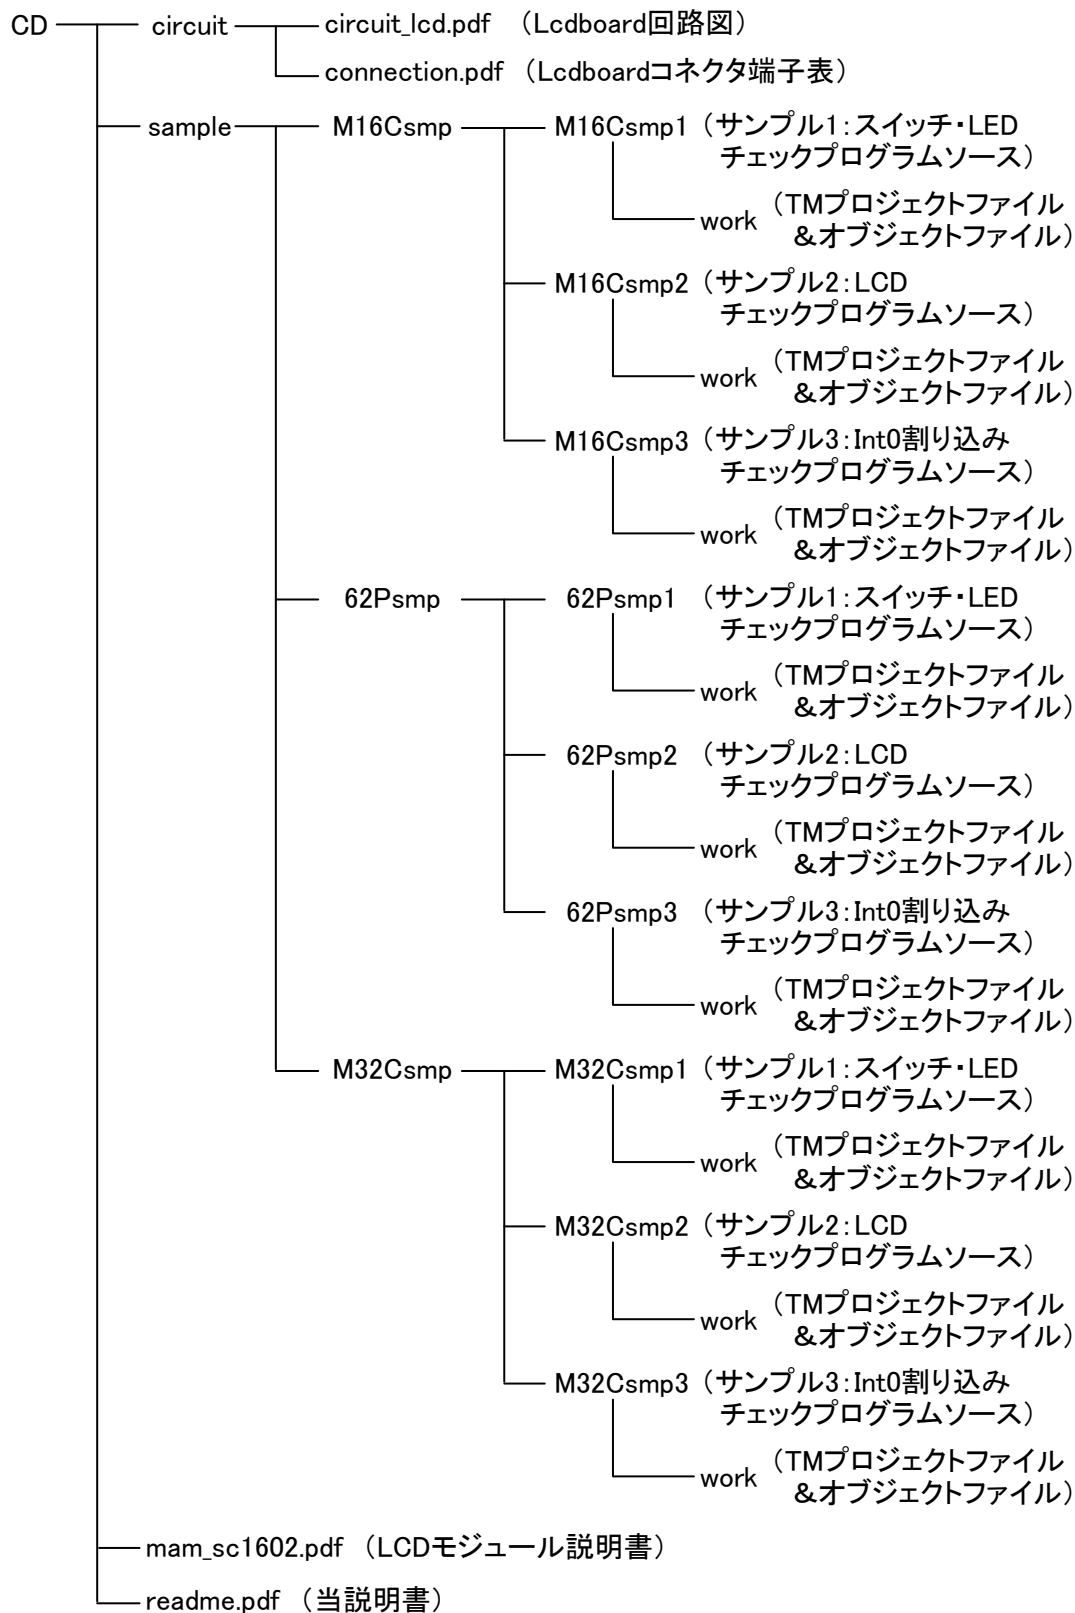 CD circuit circuit_lcd.pdf （Lcdboard回路図）
connection.pdf （Lcdboardコネクタ端子表）
sample M16Csmp M16Csmp1 （サンプル1：スイッチ・LED
チェックプログラムソース）
work （TMプロジェクトファイル
＆オブジェクトファイル）
M16Csmp2 （サンプル2：LCD
チェックプログラムソース）
work （TMプロジェクトファイル
＆オブジェクトファイル）
M16Csmp3 （サンプル3：Int0割り込み
チェックプログラムソース）
work （TMプロジェクトファイル
＆オブジェクトファイル）
62Psmp 62Psmp1 （サンプル1：スイッチ・LED
チェックプログラムソース）
work （TMプロジェクトファイル
＆オブジェクトファイル）
62Psmp2 （サンプル2：LCD
チェックプログラムソース）
work （TMプロジェクトファイル
＆オブジェクトファイル）
62Psmp3 （サンプル3：Int0割り込み
チェックプログラムソース）
work （TMプロジェクトファイル
＆オブジェクトファイル）
M32Csmp M32Csmp1 （サンプル1：スイッチ・LED
チェックプログラムソース）
work （TMプロジェクトファイル
＆オブジェクトファイル）
M32Csmp2 （サンプル2：LCD
チェックプログラムソース）
work （TMプロジェクトファイル
＆オブジェクトファイル）
M32Csmp3 （サンプル3：Int0割り込み
チェックプログラムソース）
work （TMプロジェクトファイル
＆オブジェクトファイル）
mam_sc1602.pdf （LCDモジュール説明書）
readme.pdf （当説明書）